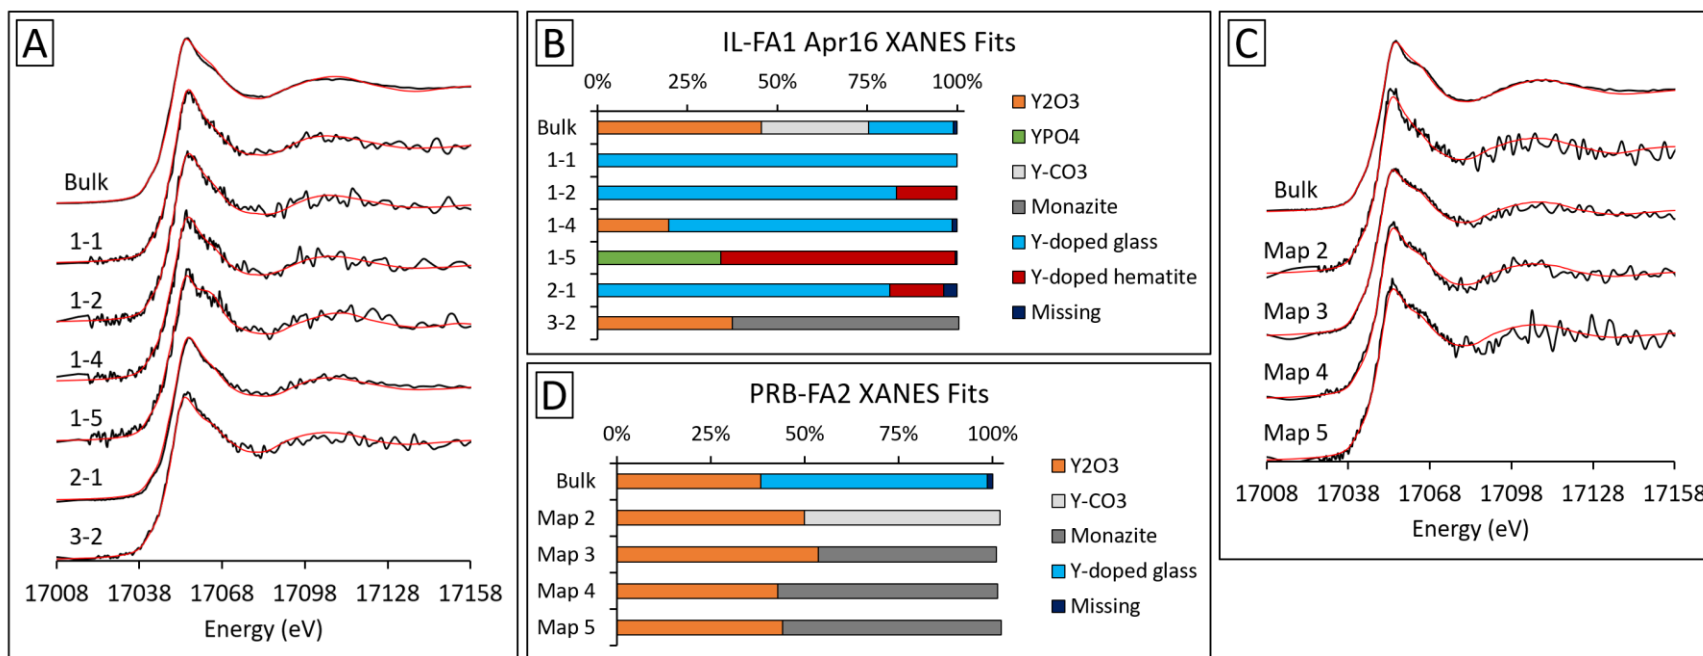 A
Bulk
1-1
1-2
1-4
1-5
2-1
3-2
17008 17038 17068 17098 17128 17158
Energy (eV)
B
IL-FA1 Apr16 XANES Fits
0% 25% 50% 75% 100%
Bulk
1-1
1-2
1-4
1-5
2-1
3-2
Y2O3
YPO4
Y-CO3
Monazite
Y-doped glass
Y-doped hematite
Missing
D
PRB-FA2 XANES Fits
0% 25% 50% 75% 100%
Bulk
Map 2
Map 3
Map 4
Map 5
Y2O3
Y-CO3
Monazite
Y-doped glass
Missing
C
Bulk
Map 2
Map 3
Map 4
Map 5
17008 17038 17068 17098 17128 17158
Energy (eV)